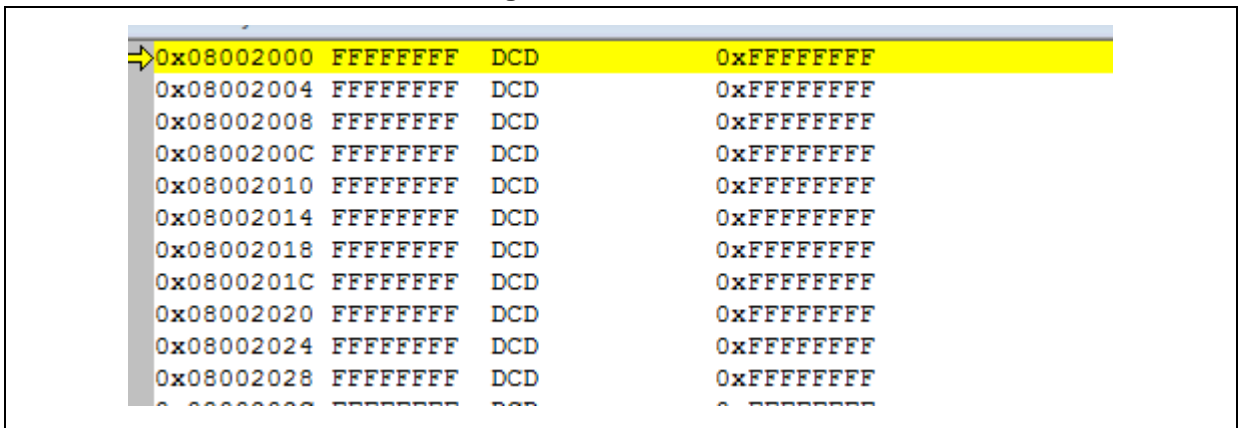 0x08002000 FFFFFFFF DCD 0xFFFFFFFF
0x08002004 FFFFFFFF DCD 0xFFFFFFFF
0x08002008 FFFFFFFF DCD 0xFFFFFFFF
0x0800200C FFFFFFFF DCD 0xFFFFFFFF
0x08002010 FFFFFFFF DCD 0xFFFFFFFF
0x08002014 FFFFFFFF DCD 0xFFFFFFFF
0x08002018 FFFFFFFF DCD 0xFFFFFFFF
0x0800201C FFFFFFFF DCD 0xFFFFFFFF
0x08002020 FFFFFFFF DCD 0xFFFFFFFF
0x08002024 FFFFFFFF DCD 0xFFFFFFFF
0x08002028 FFFFFFFF DCD 0xFFFFFFFF